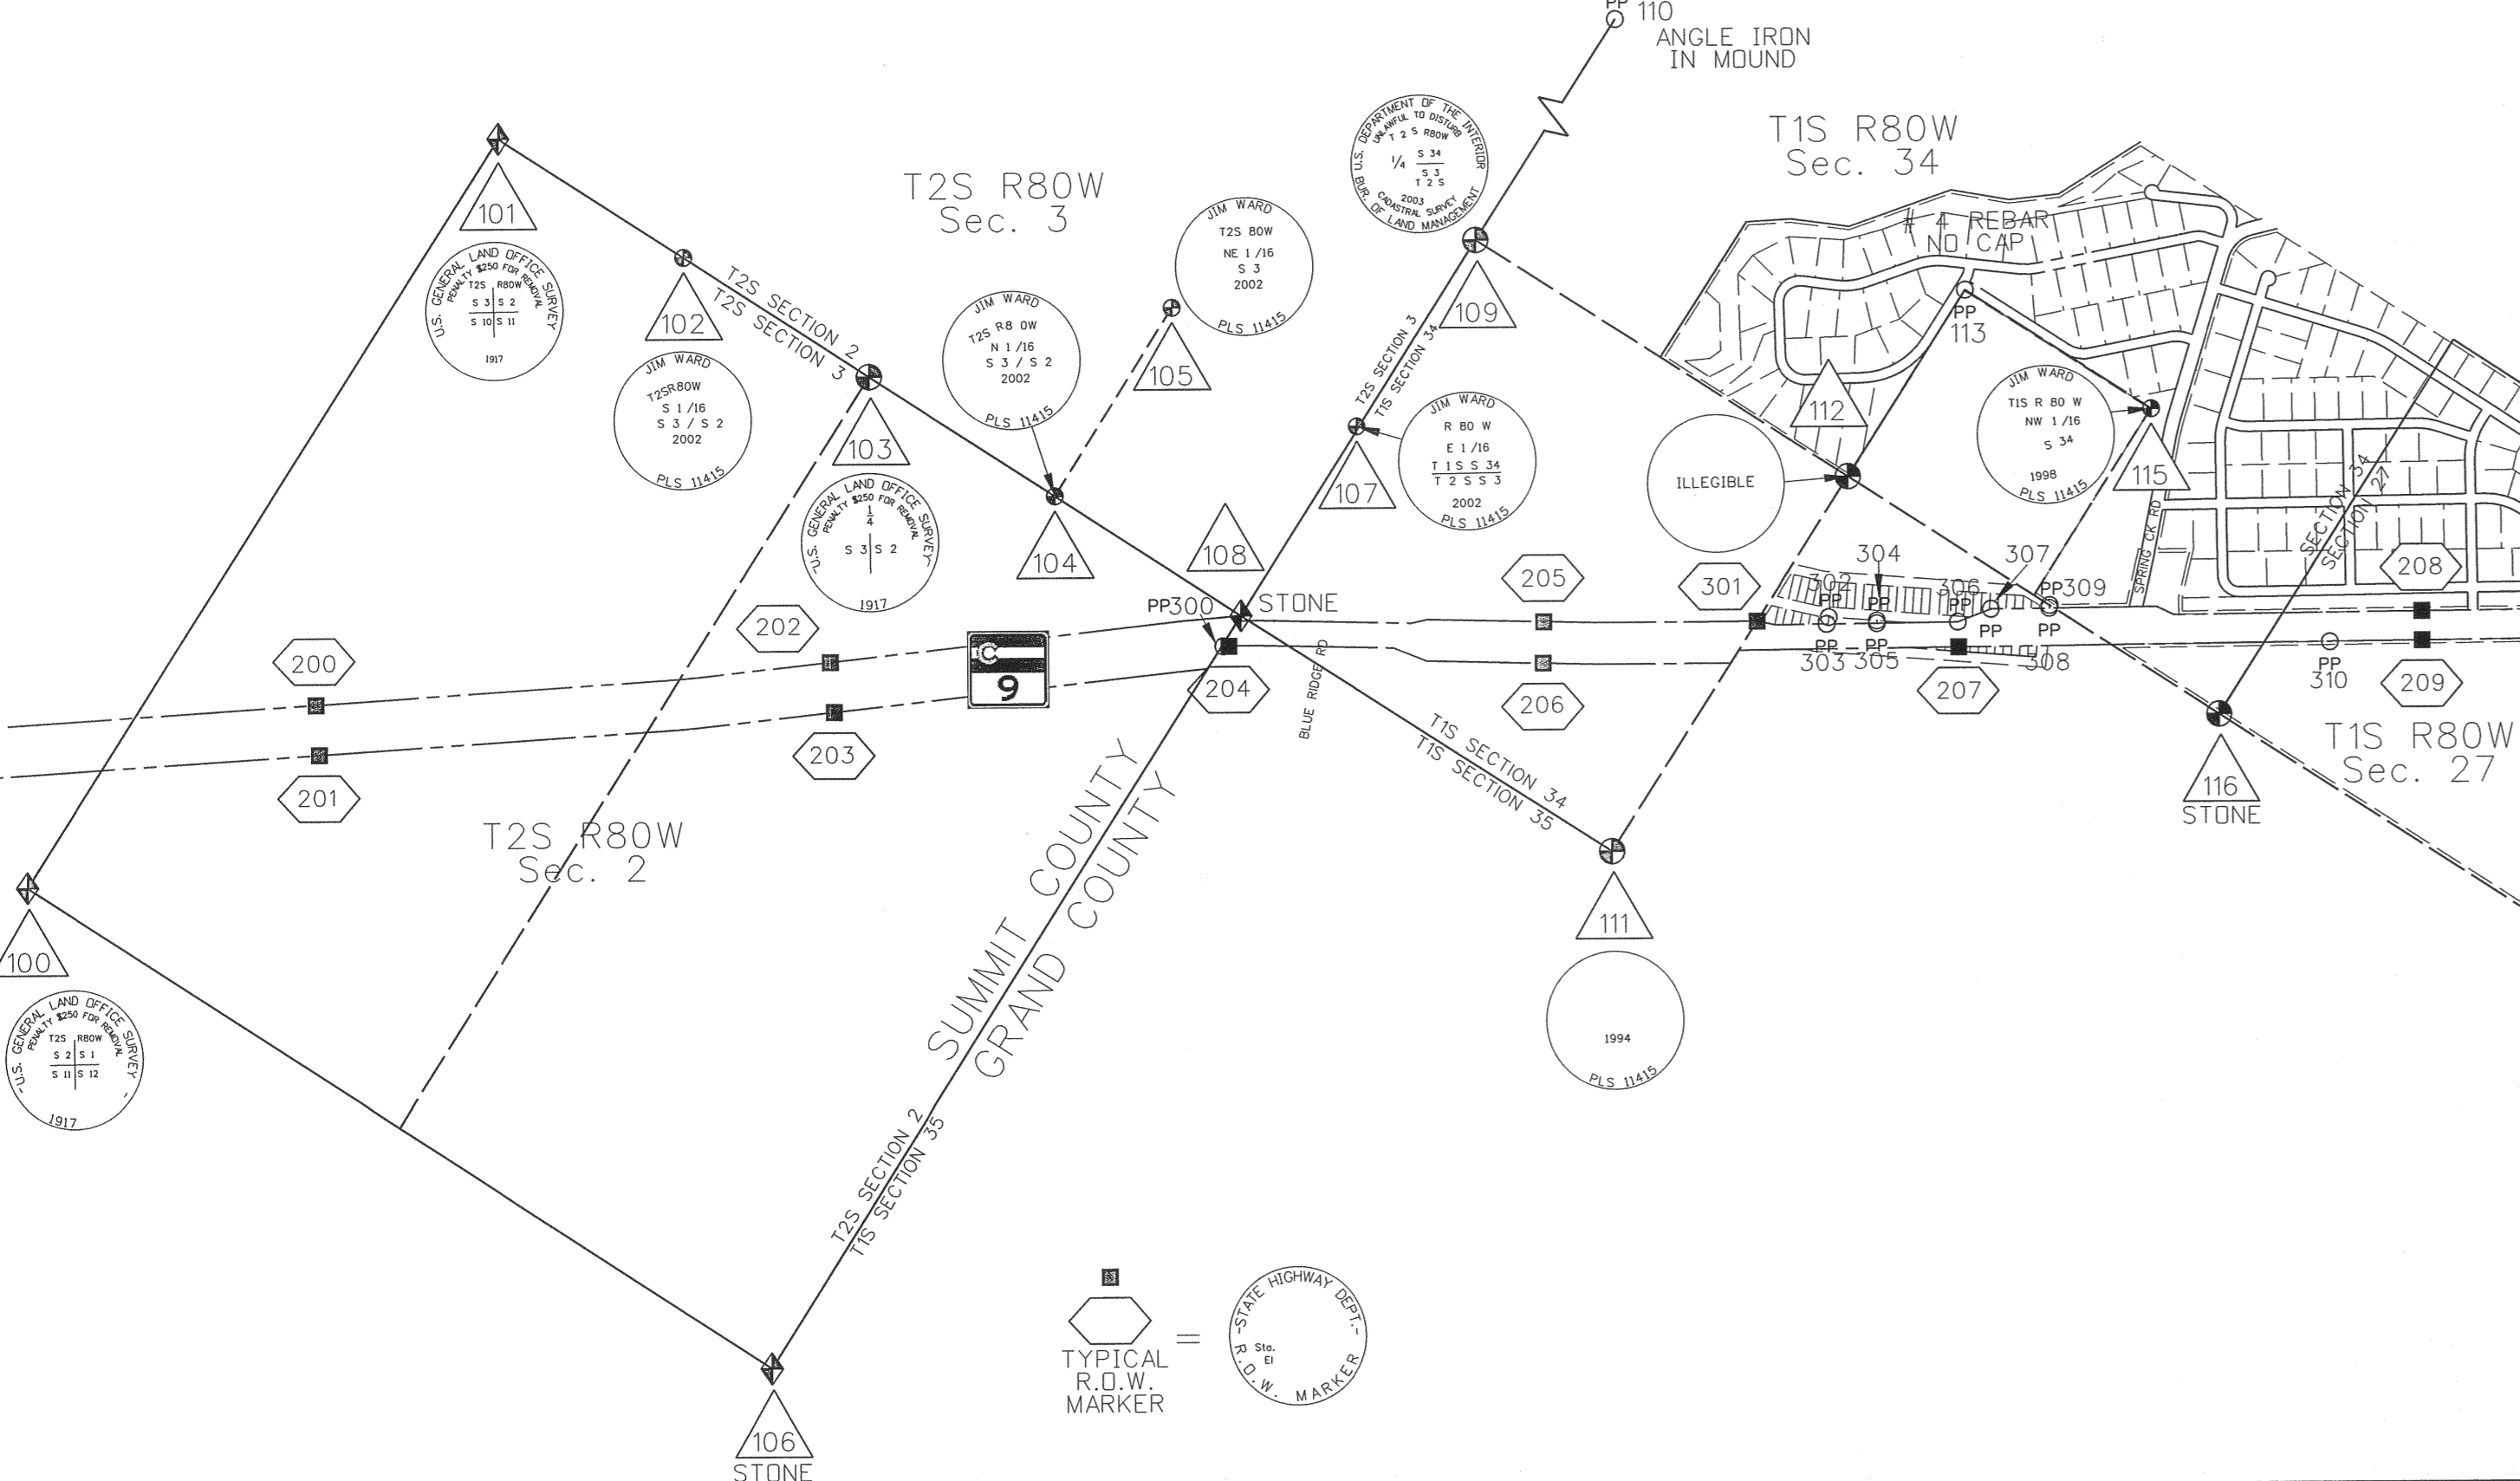 PP 110
ANGLE IRON
IN MOUND
T1S R80W
Sec. 34
# 4 REBAR
NO CAP
U.S. DEPARTMENT OF THE INTERIOR
UNLAWFUL TO DISTURB
T 2 S R80W
1/4 S 34
S 3
T 2 S
2003
CADASTRAL SURVEY
BUR. OF LAND MANAGEMENT
109
T2S R80W
Sec. 3
101
U.S. GENERAL LAND OFFICE SURVEY
PENALTY $250 FOR REMOVAL
T2S R80W
S 3 S 2
S 10 S 11
1917
102
JIM WARD
T2SR80W
S 1/16
S 3 / S 2
2002
PLS 11415
T2S SECTION 2
T2S SECTION 3
103
U.S. GENERAL LAND OFFICE SURVEY
PENALTY $250 FOR REMOVAL
1
4
S 3 S 2
1917
JIM WARD
T2S R8 0W
N 1/16
S 3 / S 2
2002
PLS 11415
104
JIM WARD
T2S 80W
NE 1/16
S 3
2002
PLS 11415
105
T2S SECTION 3
T1S SECTION 34
107
JIM WARD
R 80 W
E 1/16
T 1S S 34
T 2S S 3
2002
PLS 11415
108
STONE
PP300
112
ILLEGIBLE
PP
113
JIM WARD
T1S R 80 W
NW 1/16
S 34
1998
PLS 11415
115
SPRING CK RD
SECTION 34
SECTION 27
200
201
202
203
C
9
204
205
206
BLUE RIDGE RD
301
302
PP
304
PP
306
PP
307
PP309
PP
303
PP
305
PP
PP
308
207
208
209
PP
310
T1S R80W
Sec. 27
116
STONE
T1S SECTION 34
T1S SECTION 35
111
1994
PLS 11415
T2S R80W
Sec. 2
SUMMIT COUNTY
GRAND COUNTY
100
U.S. GENERAL LAND OFFICE SURVEY
PENALTY $250 FOR REMOVAL
T2S R80W
S 2 S 1
S 11 S 12
1917
T2S SECTION 2
T1S SECTION 35
106
STONE
TYPICAL
R.O.W.
MARKER
=
-STATE HIGHWAY DEPT.-
Sta.
El
R.O.W. MARKER